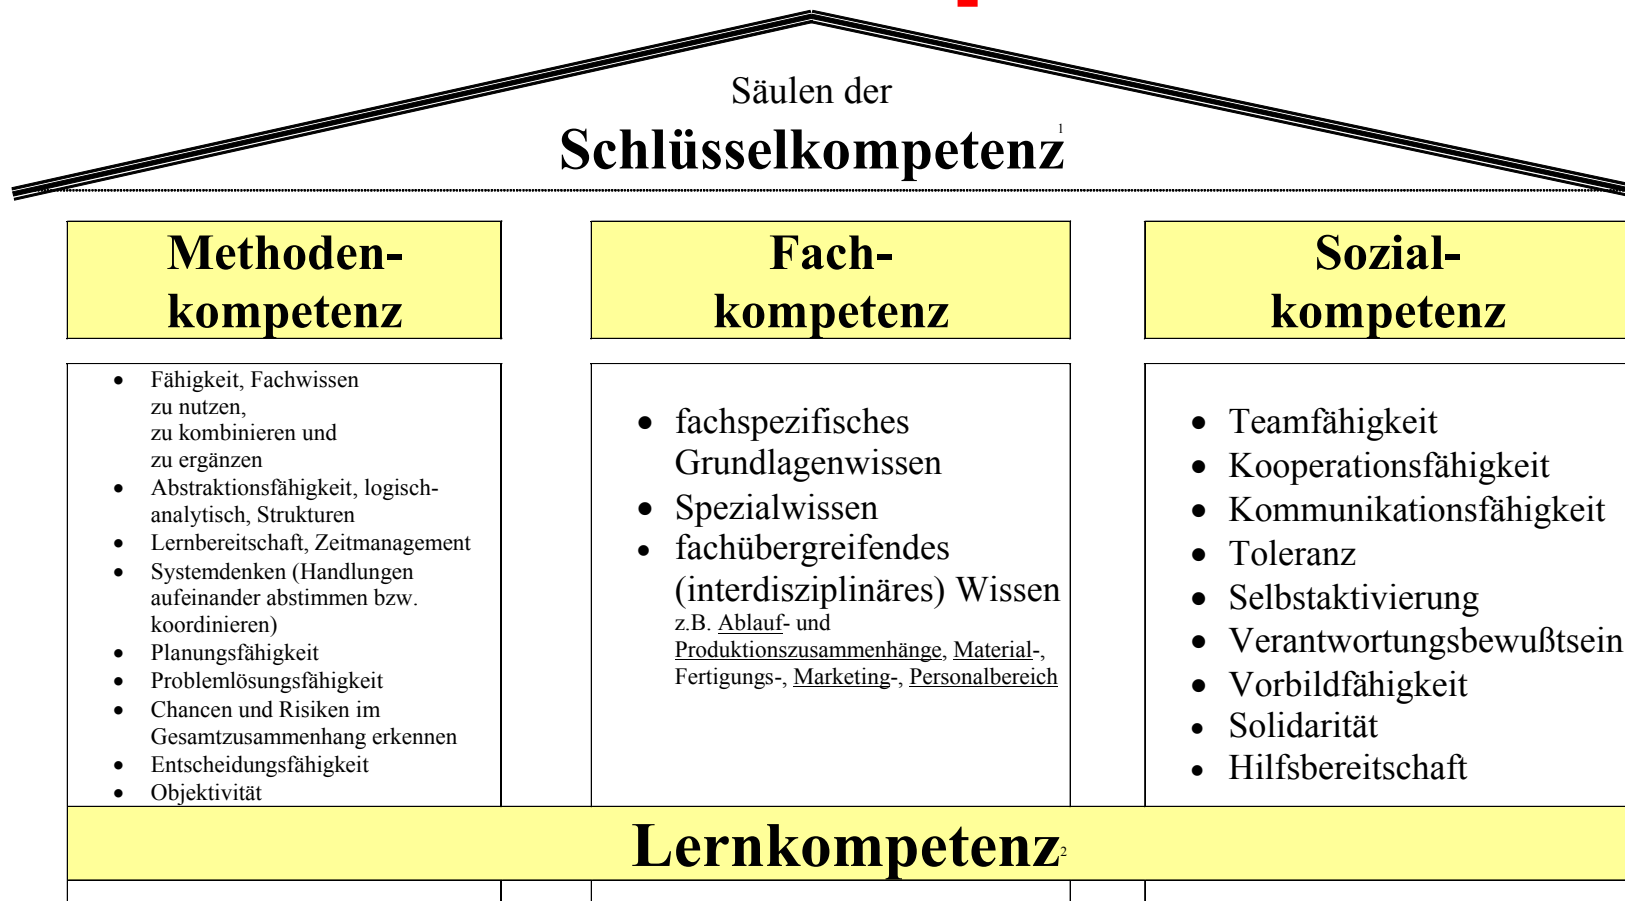 Säulen der
Schlüsselkompetenz¹
Methoden-
kompetenz
• Fähigkeit, Fachwissen
zu nutzen,
zu kombinieren und
zu ergänzen
• Abstraktionsfähigkeit, logisch-
analytisch, Strukturen
• Lernbereitschaft, Zeitmanagement
• Systemdenken (Handlungen
aufeinander abstimmen bzw.
koordinieren)
• Planungsfähigkeit
• Problemlösungsfähigkeit
• Chancen und Risiken im
Gesamtzusammenhang erkennen
• Entscheidungsfähigkeit
• Objektivität
Fach-
kompetenz
• fachspezifisches
Grundlagenwissen
• Spezialwissen
• fachübergreifendes
(interdisziplinäres) Wissen
z.B. Ablauf- und
Produktionszusammenhänge, Material-,
Fertigungs-, Marketing-, Personalbereich
Sozial-
kompetenz
• Teamfähigkeit
• Kooperationsfähigkeit
• Kommunikationsfähigkeit
• Toleranz
• Selbstaktivierung
• Verantwortungsbewußtsein
• Vorbildfähigkeit
• Solidarität
• Hilfsbereitschaft
Lernkompetenz²